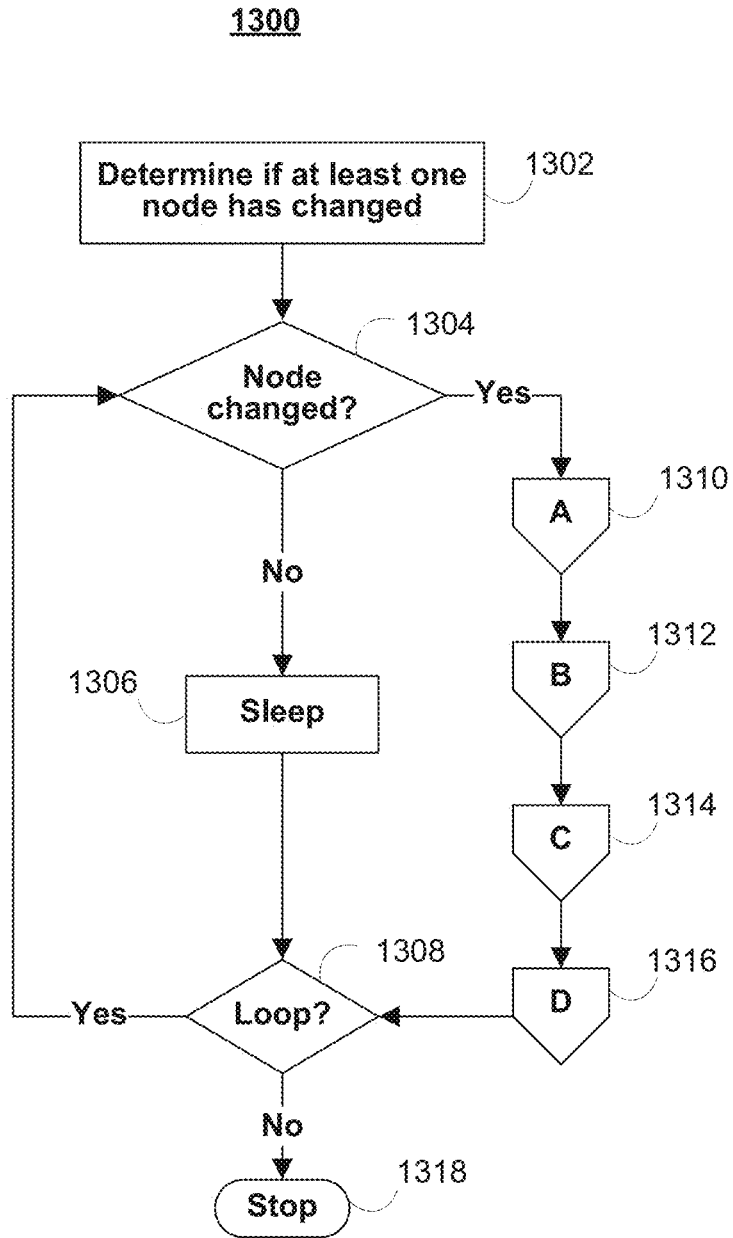 1300
Determine if at least one
node has changed
1302
1304
Node
changed?
Yes
1310
A
No
1312
B
1306
Sleep
1314
C
1308
1316
Yes
Loop?
D
No
1318
Stop